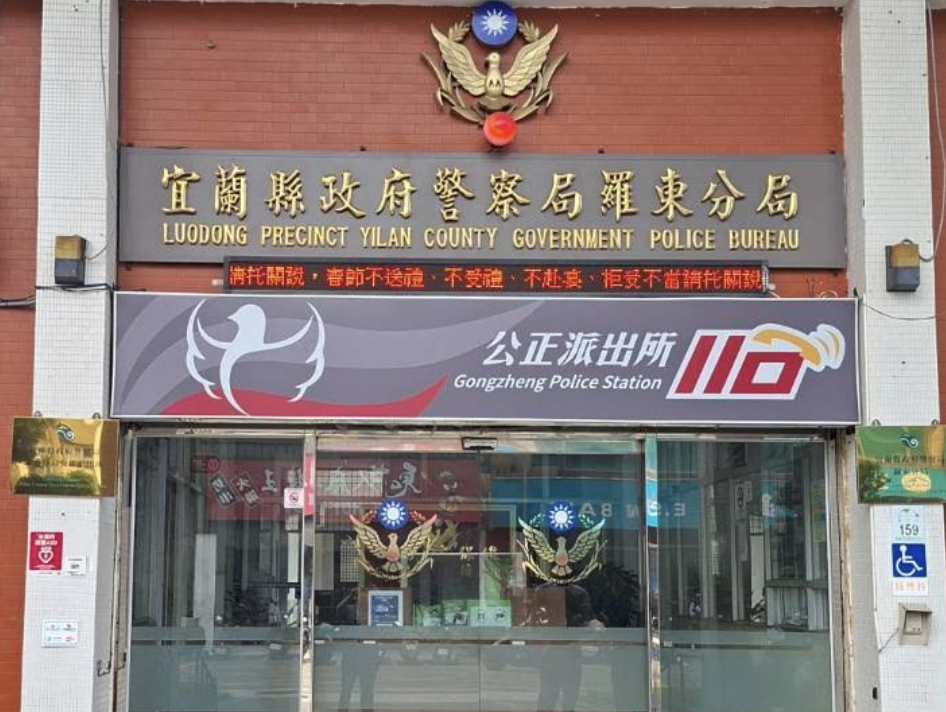 宜蘭縣政府警察局羅東分局
LUODONG PRECINCT YILAN COUNTY GOVERNMENT POLICE BUREAU
請托關說，春節不送禮、不受禮、不赴宴、拒受不當請托關說
公正派出所
Gongzheng Police Station
110
159